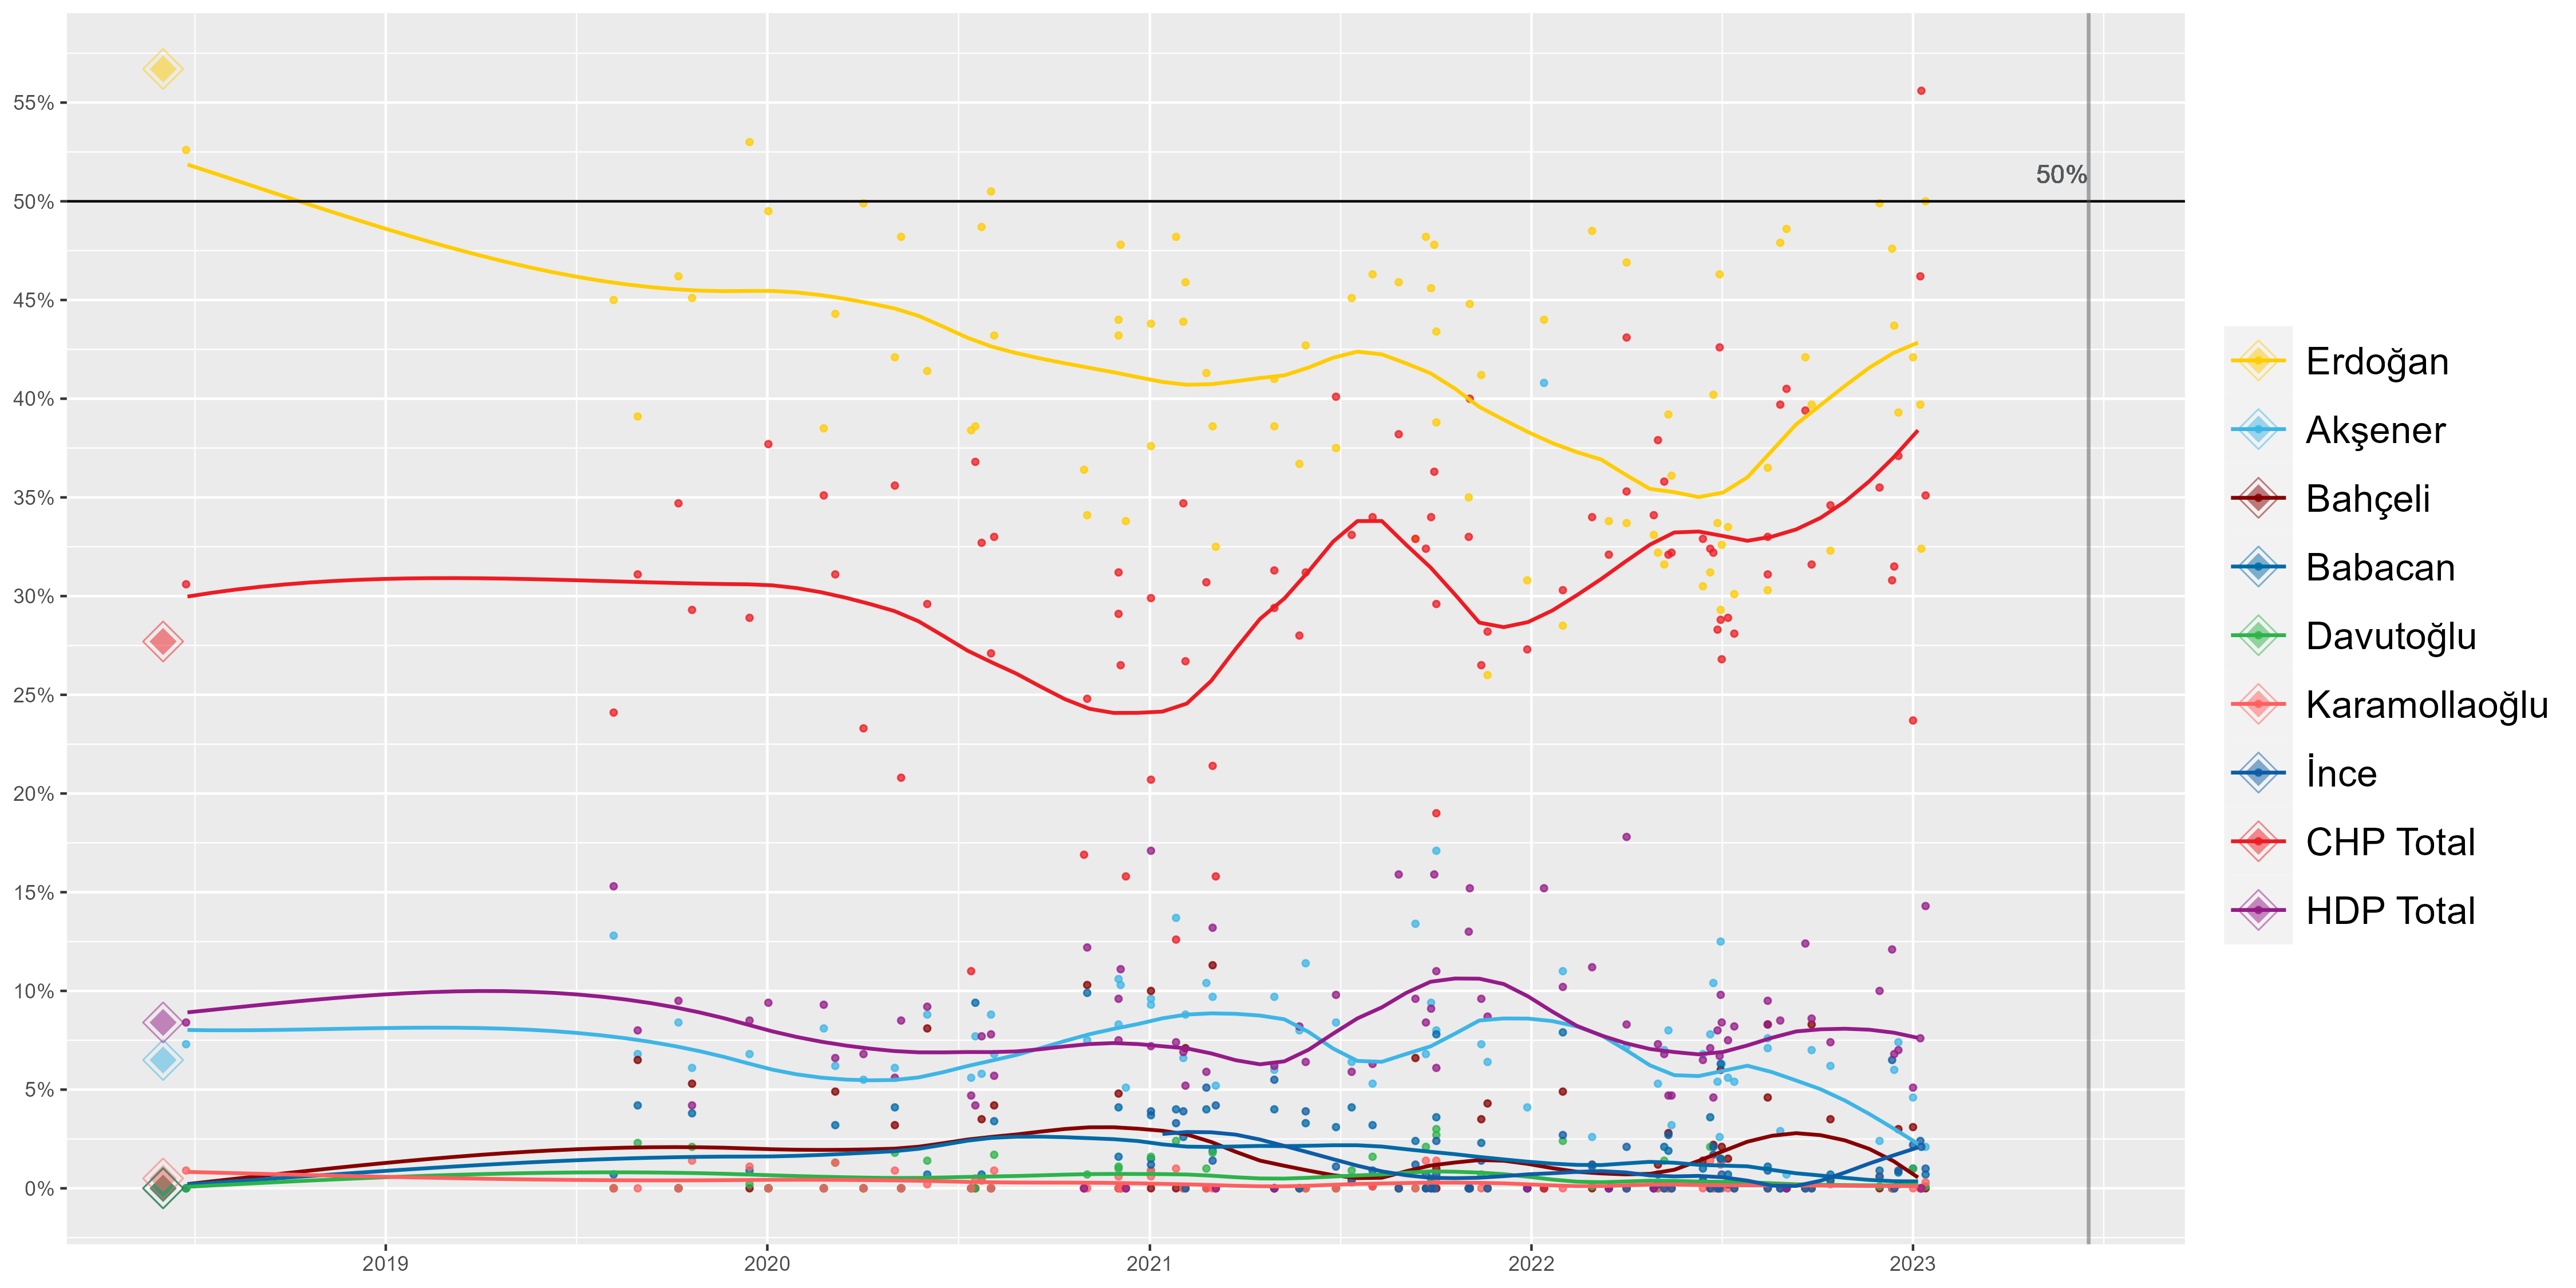 55%
50%
50%
45%
40%
35%
30%
25%
20%
15%
10%
5%
0%
2019
2020
2021
2022
2023
Erdoğan
Akşener
Bahçeli
Babacan
Davutoğlu
Karamollaoğlu
İnce
CHP Total
HDP Total